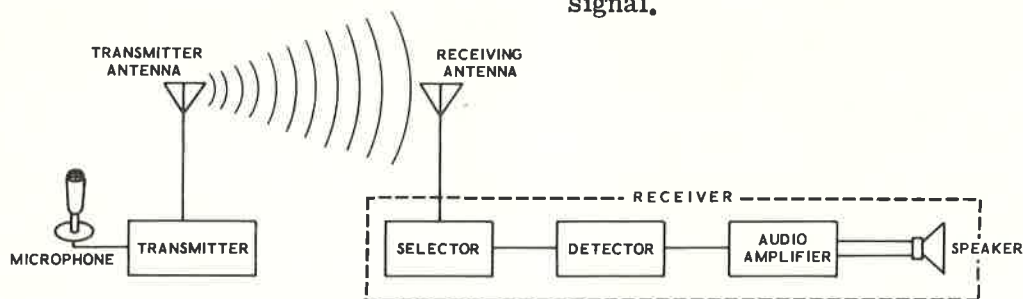 signal.
TRANSMITTER
ANTENNA
RECEIVING
ANTENNA
MICROPHONE
TRANSMITTER
RECEIVER
SELECTOR
DETECTOR
AUDIO
AMPLIFIER
SPEAKER